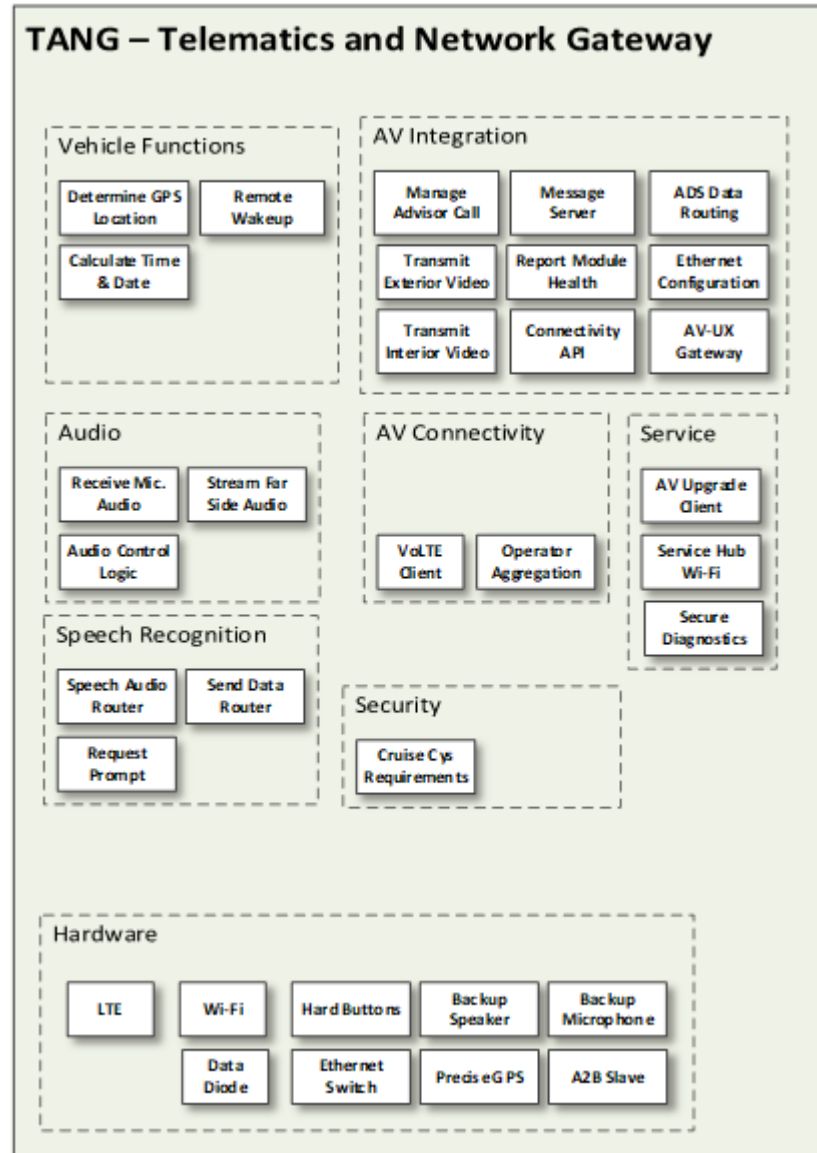 TANG – Telematics and Network Gateway
Vehicle Functions
Determine GPS
Location
Remote
Wakeup
Calculate Time
& Date
AV Integration
Manage
Advisor Call
Message
Server
ADS Data
Routing
Transmit
Exterior Video
Report Module
Health
Ethernet
Configuration
Transmit
Interior Video
Connectivity
API
AV-UX
Gateway
Audio
Receive Mic.
Audio
Stream Far
Side Audio
Audio Control
Logic
AV Connectivity
VoLTE
Client
Operator
Aggregation
Service
AV Upgrade
Client
Service Hub
Wi-Fi
Secure
Diagnostics
Speech Recognition
Speech Audio
Router
Send Data
Router
Request
Prompt
Security
Cruise Cys
Requirements
Hardware
LTE
Wi-Fi
Hard Buttons
Backup
Speaker
Backup
Microphone
Data
Diode
Ethernet
Switch
Precise GPS
A2B Slave